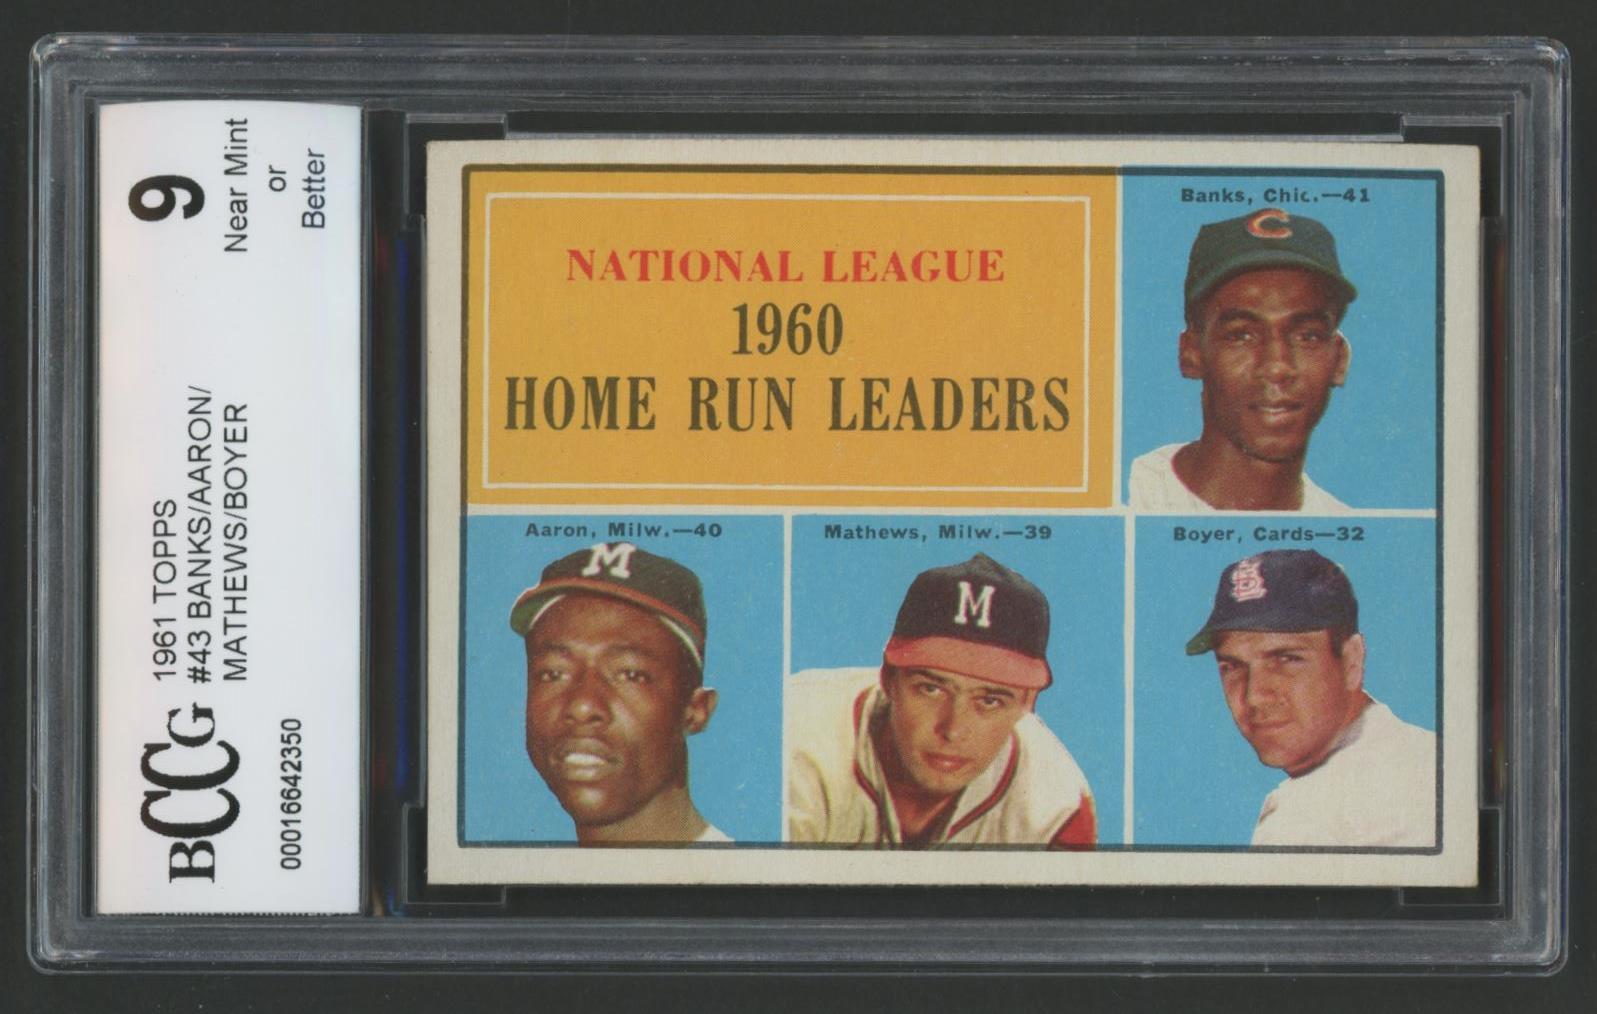 9
Near Mint
or
Better
1961 TOPPS
#43 BANKS/AARON/
MATHEWS/BOYER
BCCG
00016642350
NATIONAL LEAGUE
1960
HOME RUN LEADERS
Banks, Chic.—41
C
Aaron, Milw.—40
M
Mathews, Milw.—39
M
Boyer, Cards—32
STL